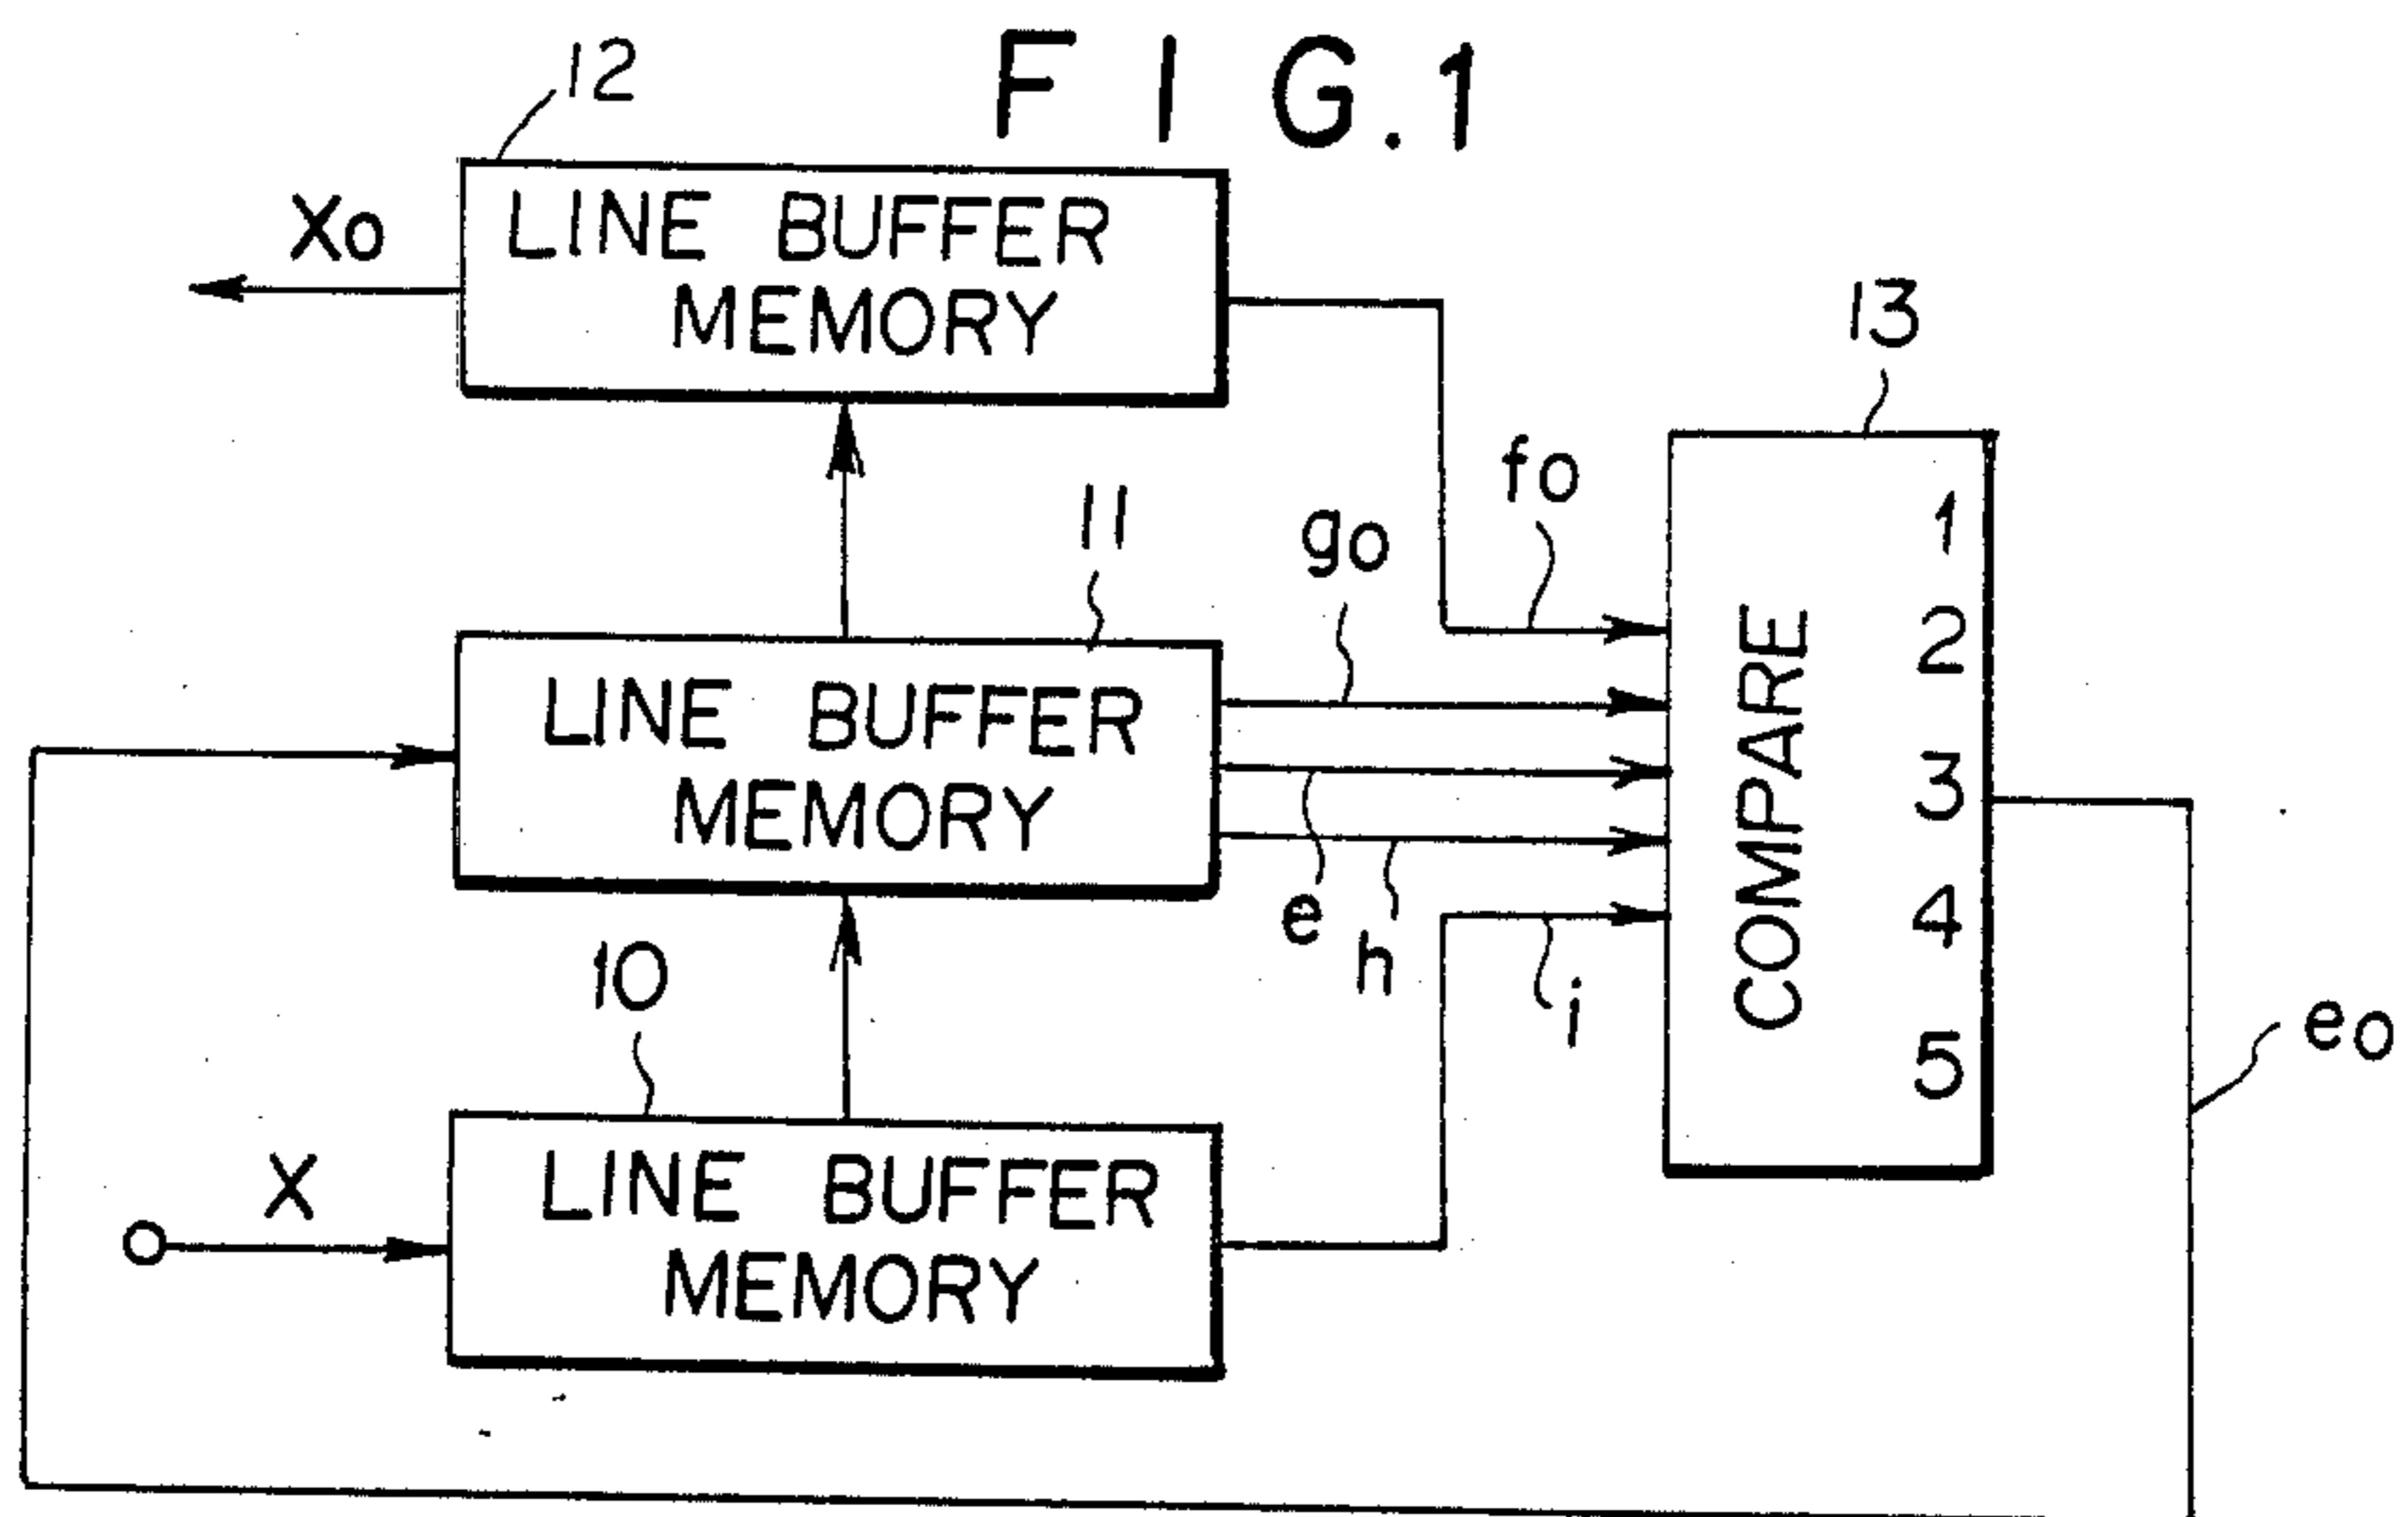 FIG.1
12
LINE BUFFER
MEMORY
Xo
13
fo
go
11
LINE BUFFER
MEMORY
e
h
i
COMPARE
1
2
3
4
5
eo
10
X
LINE BUFFER
MEMORY